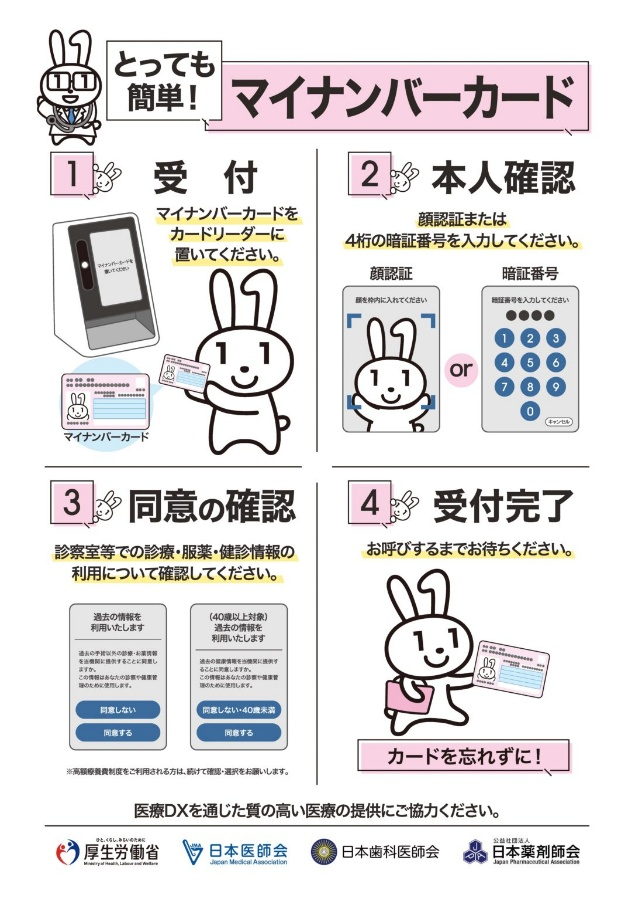 とっても
簡単！
マイナンバーカード
1
受 付
マイナンバーカードを
カードリーダーに
置いてください。
マイナンバーカードを
置いてください
マイナンバーカード
2
本人確認
顔認証または
4桁の暗証番号を入力してください。
顔認証
顔を枠内に入れてください
or
暗証番号
暗証番号を入力してください
1 2 3
4 5 6
7 8 9
0
キャンセル
3
同意の確認
診察室等での診療・服薬・健診情報の
利用について確認してください。
過去の情報を
利用いたします
過去の手術以外の診療・お薬情報
を当機関に提供することに同意し
ますか。
この情報はあなたの診察や健康管
理のために使用します。
同意しない
同意する
（40歳以上対象）
過去の情報を
利用いたします
過去の健康情報を当機関に提供す
ることに同意しますか。
この情報はあなたの診察や健康管
理のために使用します。
同意しない・40歳未満
同意する
※高額療養費制度をご利用される方は、続けて確認・選択をお願いします。
4
受付完了
お呼びするまでお待ちください。
カードを忘れずに！
医療DXを通じた質の高い医療の提供にご協力ください。
ひと、くらし、みらいのために
厚生労働省
Ministry of Health, Labour and Welfare
JMA
日本医師会
Japan Medical Association
日本歯科医師会
公益社団法人
日本薬剤師会
Japan Pharmaceutical Association